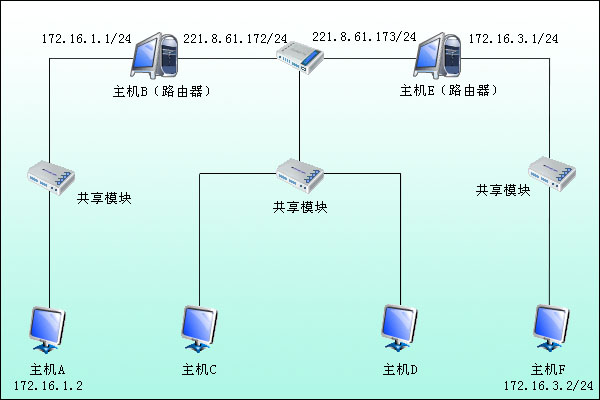 172.16.1.1/24
221.8.61.172/24
221.8.61.173/24
172.16.3.1/24
主机B（路由器）
主机E（路由器）
共享模块
共享模块
共享模块
主机A
主机C
主机D
主机F
172.16.1.2
172.16.3.2/24